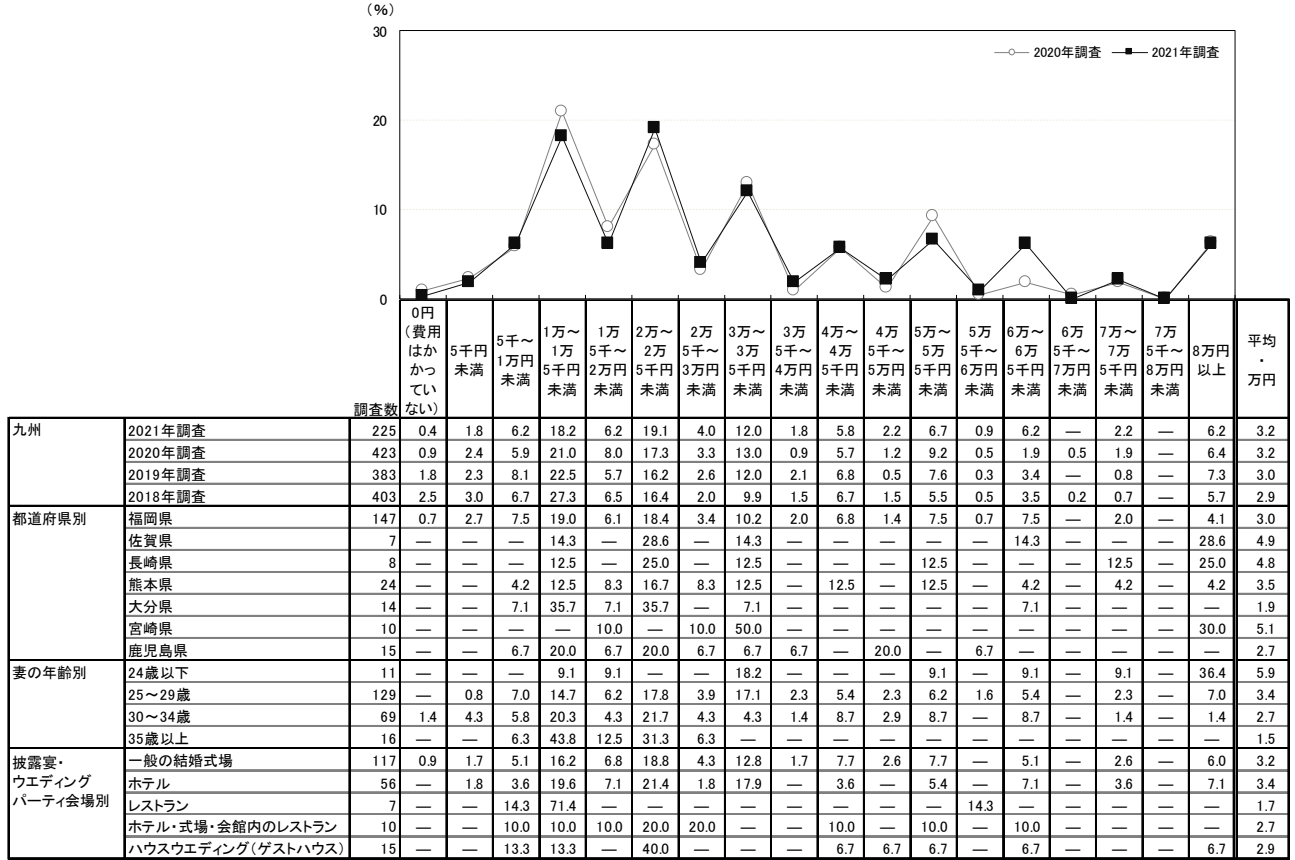 （％）
30
20
10
0
2020年調査 2021年調査
調査数 0円（費用はかかっていない） 5千円未満 5千～1万円未満 1万～1万5千円未満 1万5千～2万円未満 2万～2万5千円未満 2万5千～3万円未満 3万～3万5千円未満 3万5千～4万円未満 4万～4万5千円未満 4万5千～5万円未満 5万～5万5千円未満 5万5千～6万円未満 6万～6万5千円未満 6万5千～7万円未満 7万～7万5千円未満 7万5千～8万円未満 8万円以上 平均・万円
九州 2021年調査 225 0.4 1.8 6.2 18.2 6.2 19.1 4.0 12.0 1.8 5.8 2.2 6.7 0.9 6.2 ― 2.2 ― 6.2 3.2
2020年調査 423 0.9 2.4 5.9 21.0 8.0 17.3 3.3 13.0 0.9 5.7 1.2 9.2 0.5 1.9 0.5 1.9 ― 6.4 3.2
2019年調査 383 1.8 2.3 8.1 22.5 5.7 16.2 2.6 12.0 2.1 6.8 0.5 7.6 0.3 3.4 ― 0.8 ― 7.3 3.0
2018年調査 403 2.5 3.0 6.7 27.3 6.5 16.4 2.0 9.9 1.5 6.7 1.5 5.5 0.5 3.5 0.2 0.7 ― 5.7 2.9
都道府県別 福岡県 147 0.7 2.7 7.5 19.0 6.1 18.4 3.4 10.2 2.0 6.8 1.4 7.5 0.7 7.5 ― 2.0 ― 4.1 3.0
佐賀県 7 ― ― ― 14.3 ― 28.6 ― 14.3 ― ― ― ― ― 14.3 ― ― ― 28.6 4.9
長崎県 8 ― ― ― 12.5 ― 25.0 ― 12.5 ― ― ― 12.5 ― ― ― 12.5 ― 25.0 4.8
熊本県 24 ― ― 4.2 12.5 8.3 16.7 8.3 12.5 ― 12.5 ― 12.5 ― 4.2 ― 4.2 ― 4.2 3.5
大分県 14 ― ― 7.1 35.7 7.1 35.7 ― 7.1 ― ― ― ― ― 7.1 ― ― ― ― 1.9
宮崎県 10 ― ― ― ― 10.0 ― 10.0 50.0 ― ― ― ― ― ― ― ― ― 30.0 5.1
鹿児島県 15 ― ― 6.7 20.0 6.7 20.0 6.7 6.7 6.7 ― 20.0 ― 6.7 ― ― ― ― ― 2.7
妻の年齢別 24歳以下 11 ― ― ― 9.1 9.1 ― ― 18.2 ― ― ― 9.1 ― 9.1 ― 9.1 ― 36.4 5.9
25～29歳 129 ― 0.8 7.0 14.7 6.2 17.8 3.9 17.1 2.3 5.4 2.3 6.2 1.6 5.4 ― 2.3 ― 7.0 3.4
30～34歳 69 1.4 4.3 5.8 20.3 4.3 21.7 4.3 4.3 1.4 8.7 2.9 8.7 ― 8.7 ― 1.4 ― 1.4 2.7
35歳以上 16 ― ― 6.3 43.8 12.5 31.3 6.3 ― ― ― ― ― ― ― ― ― ― ― 1.5
披露宴・ウエディングパーティ会場別 一般の結婚式場 117 0.9 1.7 5.1 16.2 6.8 18.8 4.3 12.8 1.7 7.7 2.6 7.7 ― 5.1 ― 2.6 ― 6.0 3.2
ホテル 56 ― 1.8 3.6 19.6 7.1 21.4 1.8 17.9 ― 3.6 ― 5.4 ― 7.1 ― 3.6 ― 7.1 3.4
レストラン 7 ― ― 14.3 71.4 ― ― ― ― ― ― ― ― 14.3 ― ― ― ― ― 1.7
ホテル・式場・会館内のレストラン 10 ― ― 10.0 10.0 10.0 20.0 20.0 ― ― 10.0 ― 10.0 ― 10.0 ― ― ― ― 2.7
ハウスウエディング（ゲストハウス） 15 ― ― 13.3 13.3 ― 40.0 ― ― ― 6.7 6.7 6.7 ― 6.7 ― ― ― 6.7 2.9